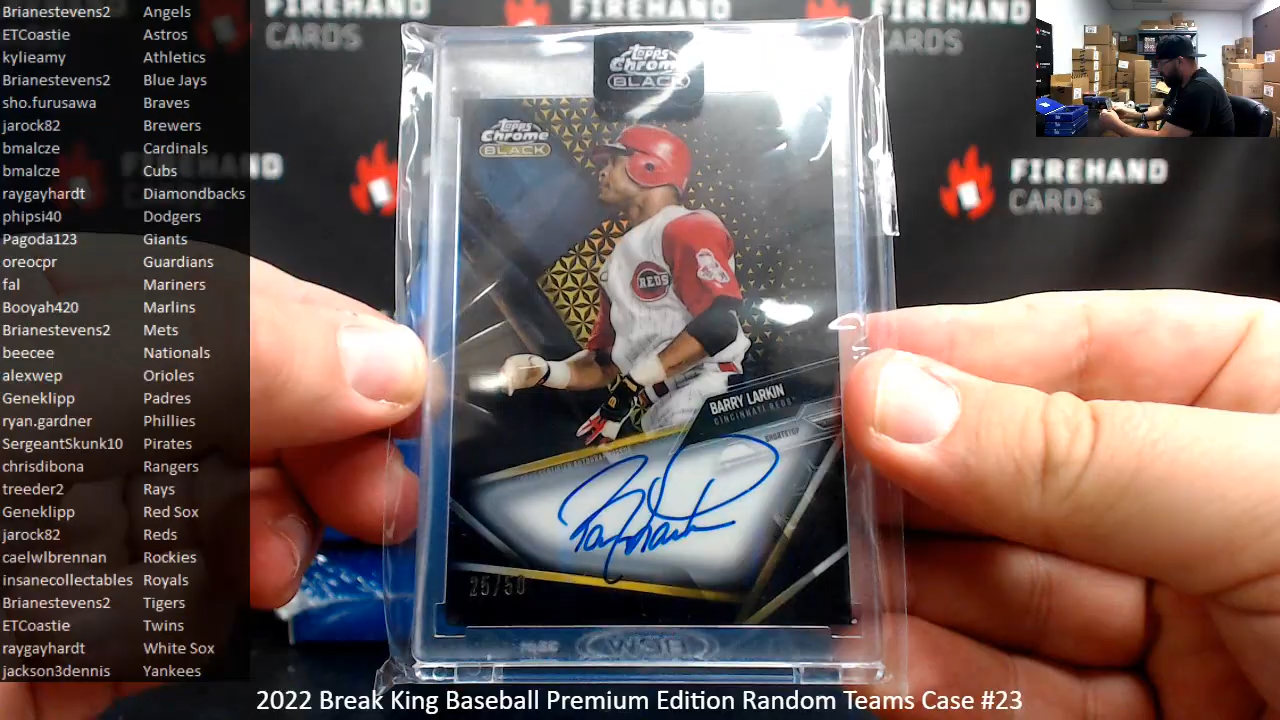 Brianestevens2 Angels
ETCoastie Astros
kylieamy Athletics
Brianestevens2 Blue Jays
sho.furusawa Braves
jarock82 Brewers
bmalcze Cardinals
bmalcze Cubs
raygayhardt Diamondbacks
phipsi40 Dodgers
Pagoda123 Giants
oreocpr Guardians
fal Mariners
Booyah420 Marlins
Brianestevens2 Mets
beecee Nationals
alexwep Orioles
Geneklipp Padres
ryan.gardner Phillies
SergeantSkunk10 Pirates
chrisdibona Rangers
treeder2 Rays
Geneklipp Red Sox
jarock82 Reds
caelwlbrennan Rockies
insanecollectables Royals
Brianestevens2 Tigers
ETCoastie Twins
raygayhardt White Sox
jackson3dennis Yankees
FIREHAND
CARDS
FIREHAND
CARDS
FIREHAND
CARDS
Topps
Chrome
BLACK
Topps
Chrome
BLACK
REDS
BARRY LARKIN
CINCINNATI REDS
SHORTSTOP
Barry Larkin
25/50
2022 Break King Baseball Premium Edition Random Teams Case #23